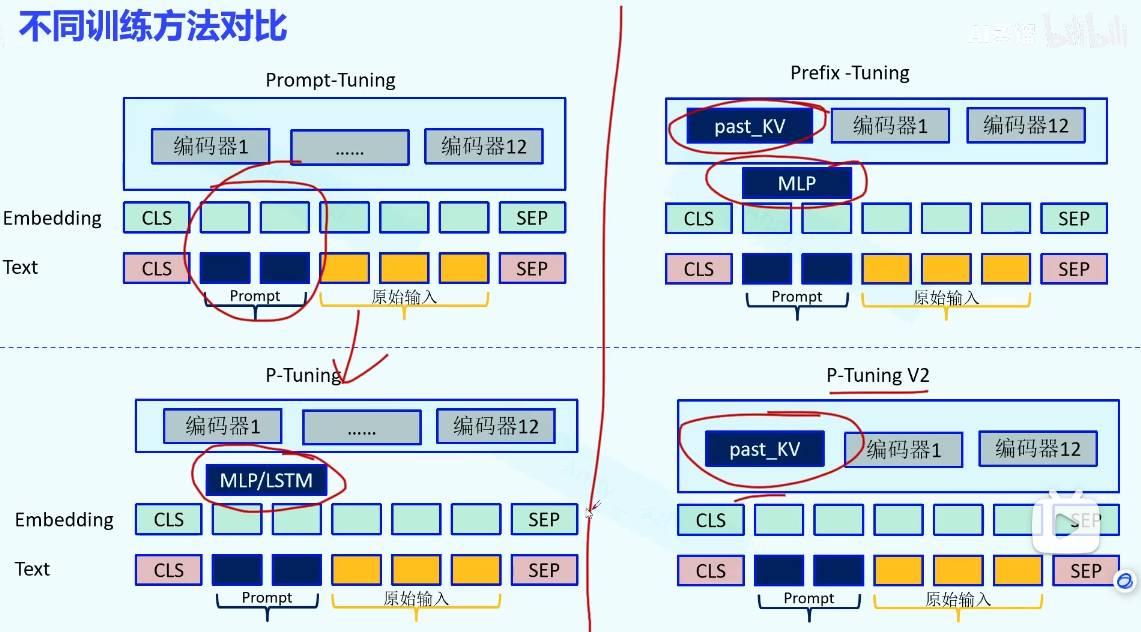 不同训练方法对比
bilibili
Prompt-Tuning
编码器1
……
编码器12
Embedding
CLS
SEP
Text
CLS
SEP
Prompt
原始输入
Prefix -Tuning
past_KV
编码器1
编码器12
MLP
CLS
SEP
CLS
SEP
Prompt
原始输入
P-Tuning
编码器1
……
编码器12
MLP/LSTM
Embedding
CLS
SEP
Text
CLS
SEP
Prompt
原始输入
P-Tuning V2
past_KV
编码器1
编码器12
CLS
SEP
CLS
SEP
Prompt
原始输入